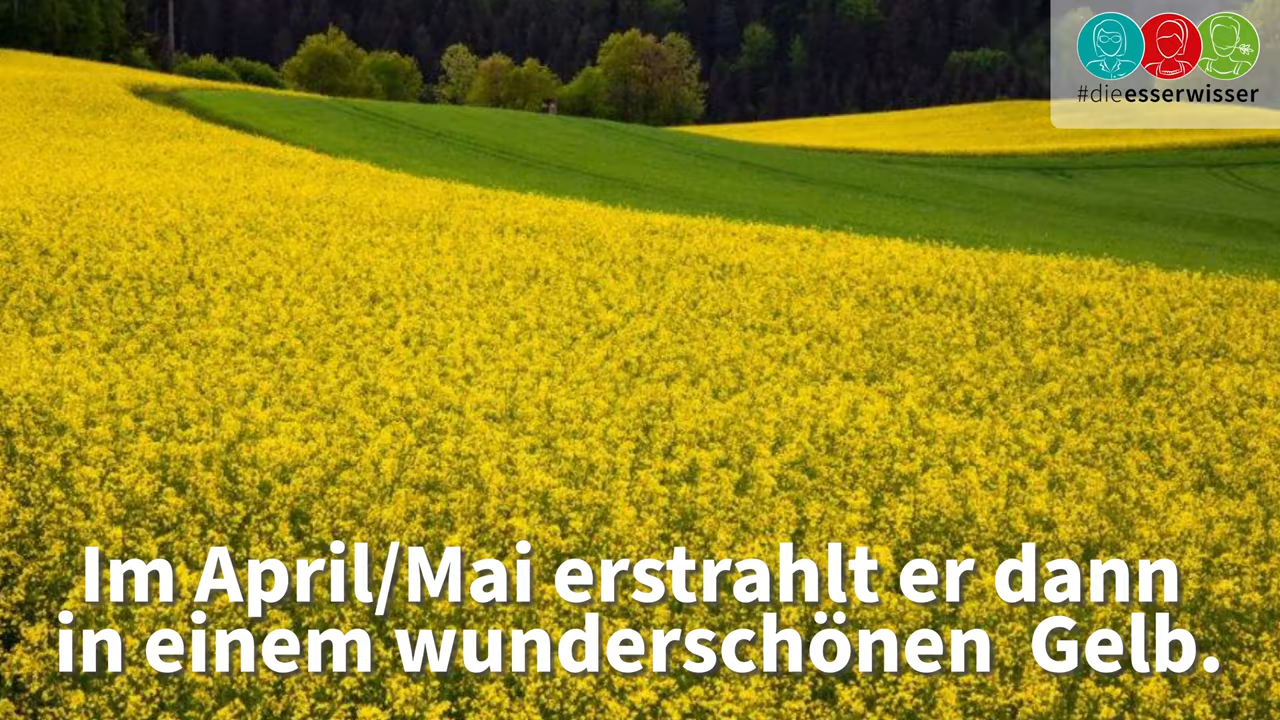 #dieesserwisser
Im April/Mai erstrahlt er dann
in einem wunderschönen  Gelb.